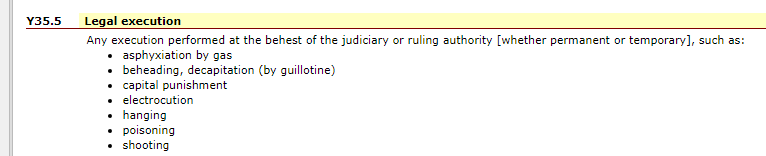 Y35.5 Legal execution
Any execution performed at the behest of the judiciary or ruling authority [whether permanent or temporary], such as:
• asphyxiation by gas
• beheading, decapitation (by guillotine)
• capital punishment
• electrocution
• hanging
• poisoning
• shooting